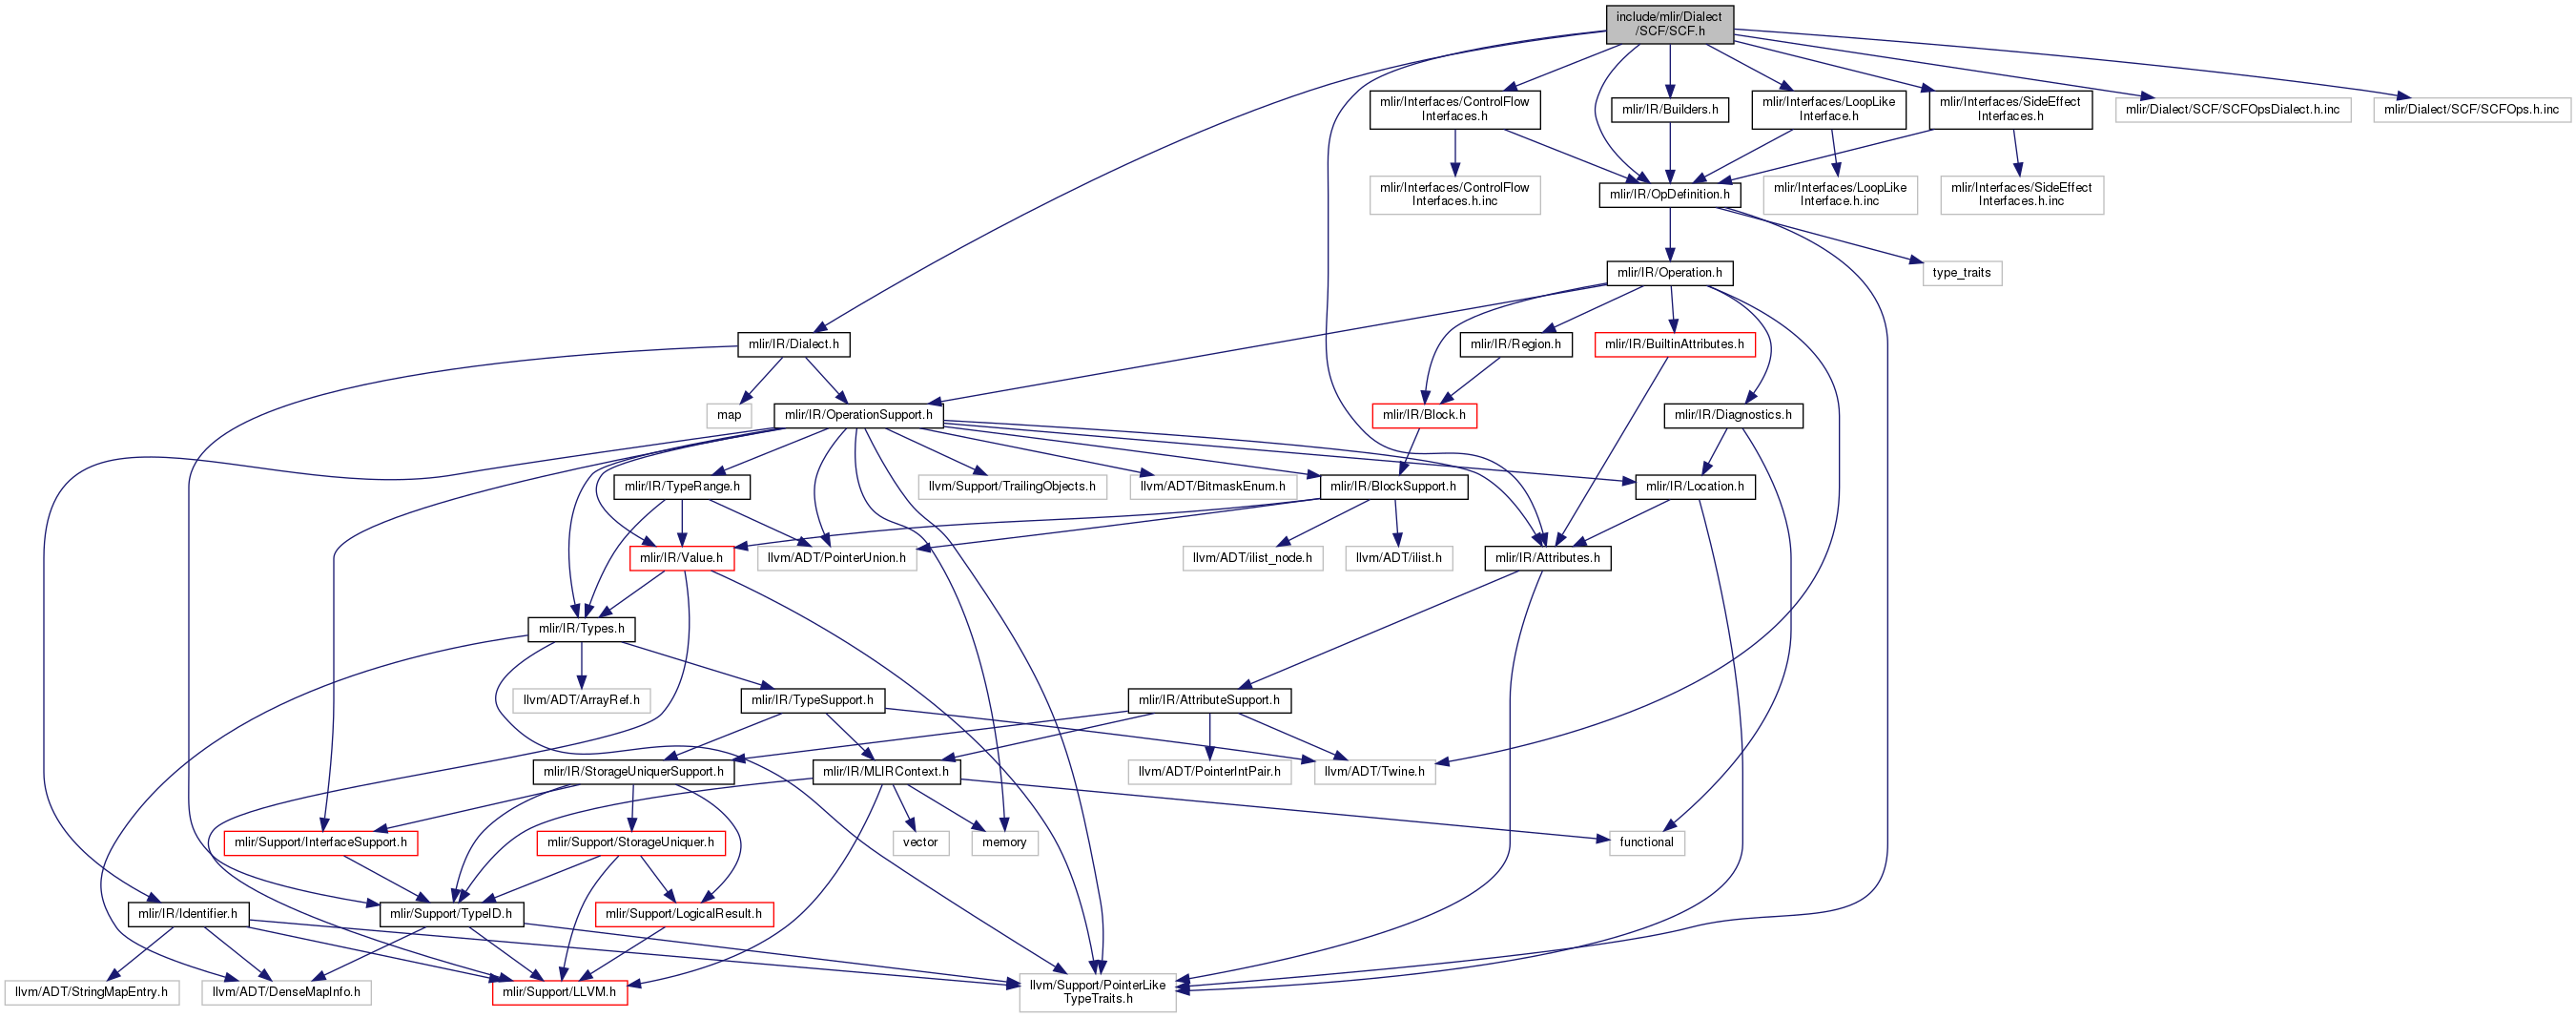 include/mlir/Dialect
/SCF/SCF.h
mlir/Interfaces/ControlFlow
Interfaces.h
mlir/IR/Builders.h
mlir/Interfaces/LoopLike
Interface.h
mlir/Interfaces/SideEffect
Interfaces.h
mlir/Dialect/SCF/SCFOpsDialect.h.inc
mlir/Dialect/SCF/SCFOps.h.inc
mlir/Interfaces/ControlFlow
Interfaces.h.inc
mlir/IR/OpDefinition.h
mlir/Interfaces/LoopLike
Interface.h.inc
mlir/Interfaces/SideEffect
Interfaces.h.inc
mlir/IR/Operation.h
type_traits
mlir/IR/Dialect.h
mlir/IR/Region.h
mlir/IR/BuiltinAttributes.h
map
mlir/IR/OperationSupport.h
mlir/IR/Block.h
mlir/IR/Diagnostics.h
mlir/IR/TypeRange.h
llvm/Support/TrailingObjects.h
llvm/ADT/BitmaskEnum.h
mlir/IR/BlockSupport.h
mlir/IR/Location.h
mlir/IR/Value.h
llvm/ADT/PointerUnion.h
llvm/ADT/ilist_node.h
llvm/ADT/ilist.h
mlir/IR/Attributes.h
mlir/IR/Types.h
llvm/ADT/ArrayRef.h
mlir/IR/TypeSupport.h
mlir/IR/AttributeSupport.h
mlir/IR/StorageUniquerSupport.h
mlir/IR/MLIRContext.h
llvm/ADT/PointerIntPair.h
llvm/ADT/Twine.h
mlir/Support/InterfaceSupport.h
mlir/Support/StorageUniquer.h
vector
memory
functional
mlir/IR/Identifier.h
mlir/Support/TypeID.h
mlir/Support/LogicalResult.h
llvm/ADT/StringMapEntry.h
llvm/ADT/DenseMapInfo.h
mlir/Support/LLVM.h
llvm/Support/PointerLike
TypeTraits.h